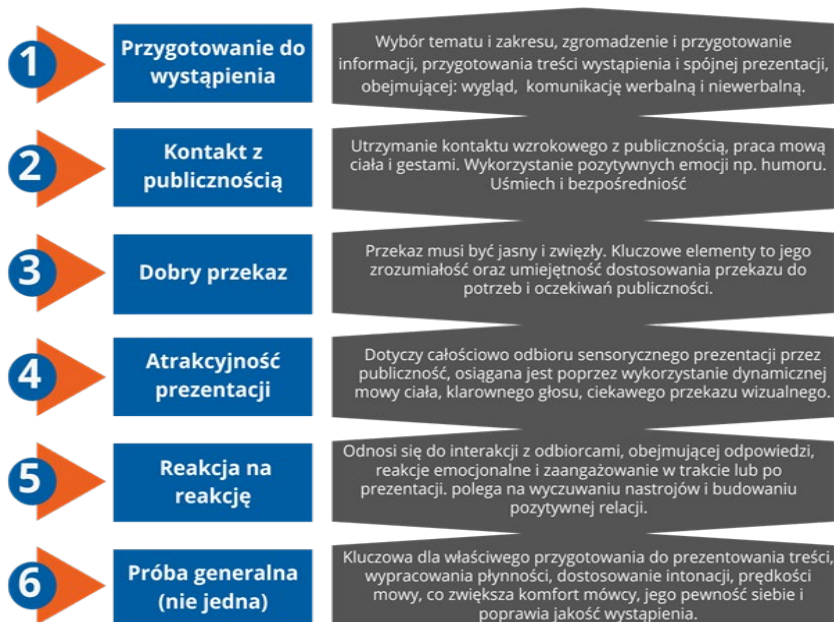 1
Przygotowanie do
wystąpienia
Wybór tematu i zakresu, zgromadzenie i przygotowanie
informacji, przygotowania treści wystąpienia i spójnej prezentacji,
obejmującej: wygląd, komunikację werbalną i niewerbalną.
2
Kontakt z
publicznością
Utrzymanie kontaktu wzrokowego z publicznością, praca mową
ciała i gestami. Wykorzystanie pozytywnych emocji np. humoru.
Uśmiech i bezpośredniość
3
Dobry przekaz
Przekaz musi być jasny i zwięzły. Kluczowe elementy to jego
zrozumiałość oraz umiejętność dostosowania przekazu do
potrzeb i oczekiwań publiczności.
4
Atrakcyjność
prezentacji
Dotyczy całościowo odbioru sensorycznego prezentacji przez
publiczność, osiągana jest poprzez wykorzystanie dynamicznej
mowy ciała, klarownego głosu, ciekawego przekazu wizualnego.
5
Reakcja na
reakcję
Odnosi się do interakcji z odbiorcami, obejmującej odpowiedzi,
reakcje emocjonalne i zaangażowanie w trakcie lub po
prezentacji. polega na wyczuwaniu nastrojów i budowaniu
pozytywnej relacji.
6
Próba generalna
(nie jedna)
Kluczowa dla właściwego przygotowania do prezentowania treści,
wypracowania płynności, dostosowanie intonacji, prędkości
mowy, co zwiększa komfort mówcy, jego pewność siebie i
poprawia jakość wystąpienia.